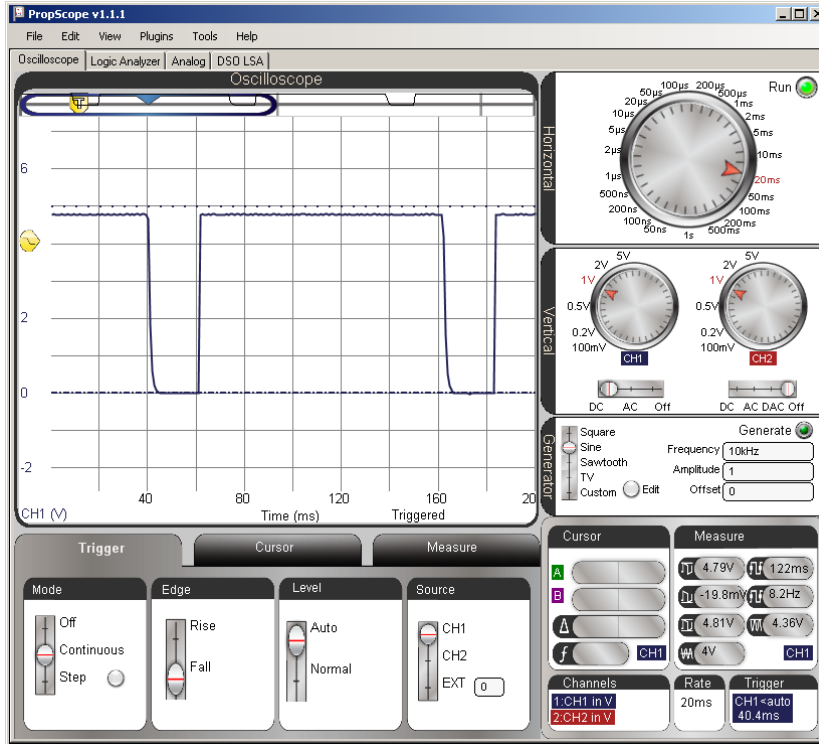 PropScope v1.1.1
File Edit View Plugins Tools Help
Oscilloscope Logic Analyzer Analog DSO LSA
Oscilloscope
T
6
2
0
-2
40 80 120 160 20
CH1 (V) Time (ms) Triggered
Horizontal
Run
100µs 200µs
50µs 500µs
20µs 1ms
10µs 2ms
5µs 5ms
2µs 10ms
1µs 20ms
500ns 50ms
200ns 100ms
100ns 500ms
50ns 1s 200ms
Vertical
2V 5V
1V
0.5V
0.2V
100mV
CH1
DC AC Off
2V 5V
1V
0.5V
0.2V
100mV
CH2
DC AC DAC Off
Generator
Square
Sine
Sawtooth
TV
Custom Edit
Generate
Frequency 10kHz
Amplitude 1
Offset 0
Trigger Cursor Measure
Mode
Off
Continuous
Step
Edge
Rise
Fall
Level
Auto
Normal
Source
CH1
CH2
EXT 0
Cursor
A
B
Δ
f CH1
Measure
4.79V 122ms
-19.8mV 8.2Hz
4.81V 4.36V
4V CH1
Channels
1:CH1 in V
2:CH2 in V
Rate
20ms
Trigger
CH1<auto
40.4ms